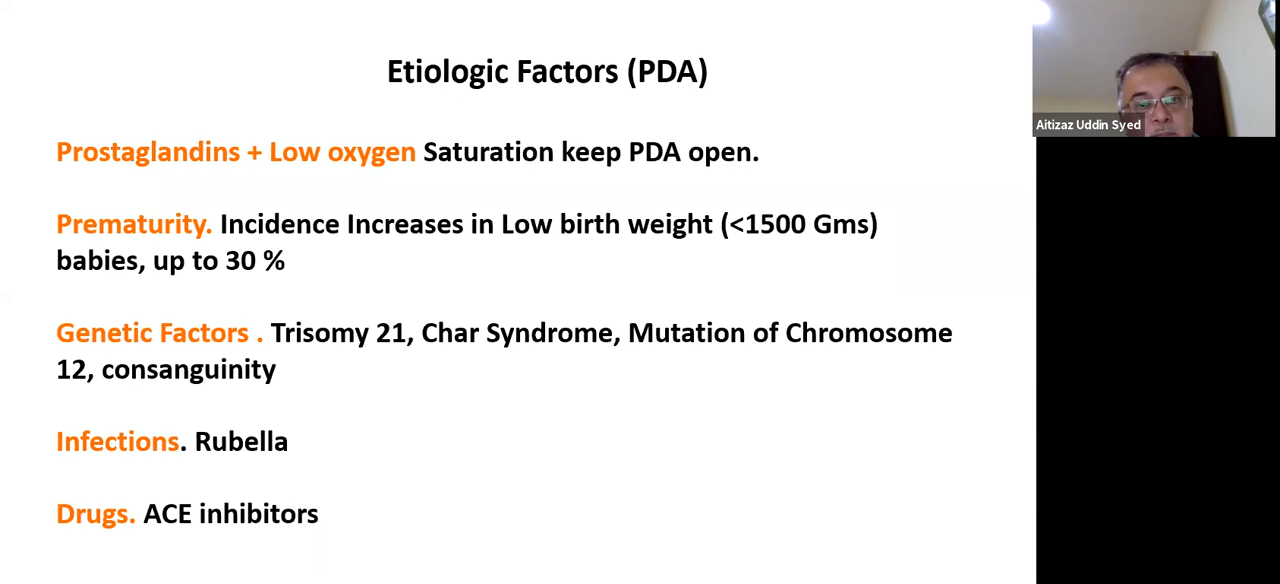 Etiologic Factors (PDA)
Prostaglandins + Low oxygen Saturation keep PDA open.
Prematurity. Incidence Increases in Low birth weight (<1500 Gms)
babies, up to 30 %
Genetic Factors . Trisomy 21, Char Syndrome, Mutation of Chromosome
12, consanguinity
Infections. Rubella
Drugs. ACE inhibitors
Aitizaz Uddin Syed